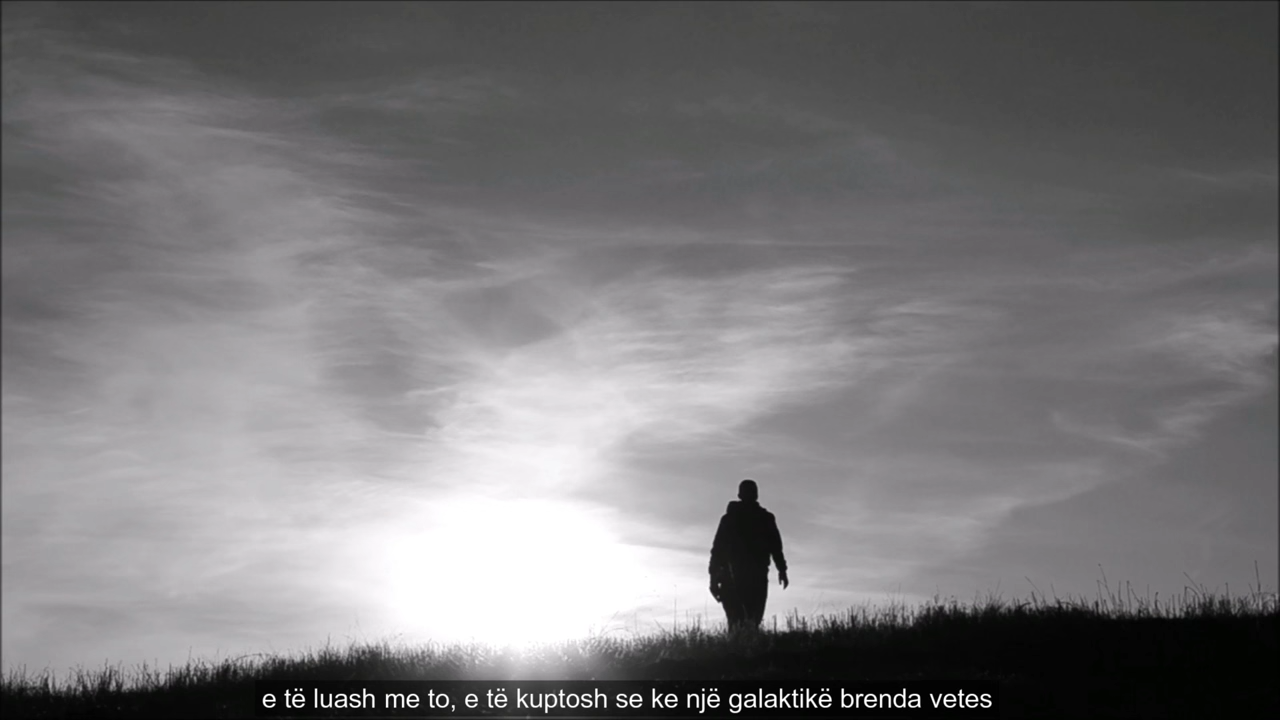 e të luash me to, e të kuptosh se ke një galaktikë brenda vetes